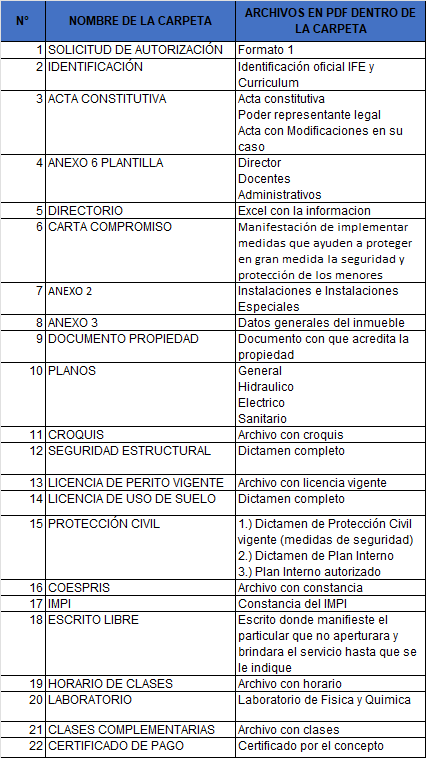 N° NOMBRE DE LA CARPETA ARCHIVOS EN PDF DENTRO DE
LA CARPETA
1 SOLICITUD DE AUTORIZACIÓN Formato 1
2 IDENTIFICACIÓN Identificación oficial IFE y
Curriculum
3 ACTA CONSTITUTIVA Acta constitutiva
Poder representante legal
Acta con Modificaciones en su
caso
4 ANEXO 6 PLANTILLA Director
Docentes
Administrativos
5 DIRECTORIO Excel con la informacion
6 CARTA COMPROMISO Manifestación de implementar
medidas que ayuden a proteger
en gran medida la seguridad y
protección de los menores
7 ANEXO 2 Instalaciones e Instalaciones
Especiales
8 ANEXO 3 Datos generales del inmueble
9 DOCUMENTO PROPIEDAD Documento con que acredita la
propiedad
10 PLANOS General
Hidraulico
Electrico
Sanitario
11 CROQUIS Archivo con croquis
12 SEGURIDAD ESTRUCTURAL Dictamen completo
13 LICENCIA DE PERITO VIGENTE Archivo con licencia vigente
14 LICENCIA DE USO DE SUELO Dictamen completo
15 PROTECCIÓN CIVIL 1.) Dictamen de Protección Civil
vigente (medidas de seguridad)
2.) Dictamen de Plan Interno
3.) Plan Interno autorizado
16 COESPRIS Archivo con constancia
17 IMPI Constancia del IMPI
18 ESCRITO LIBRE Escrito donde manifieste el
particular que no aperturara y
brindara el servicio hasta que se
le indique
19 HORARIO DE CLASES Archivo con horario
20 LABORATORIO Laboratorio de Fisica y Quimica
21 CLASES COMPLEMENTARIAS Archivo con clases
22 CERTIFICADO DE PAGO Certificado por el concepto